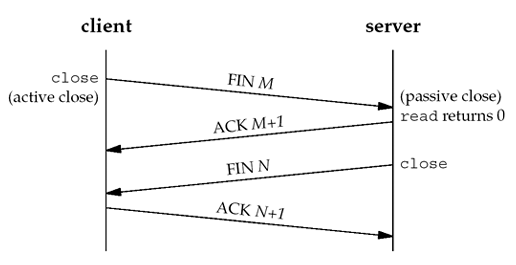 client
server
close
(active close)
FIN M
(passive close)
read returns 0
ACK M+1
FIN N
close
ACK N+1